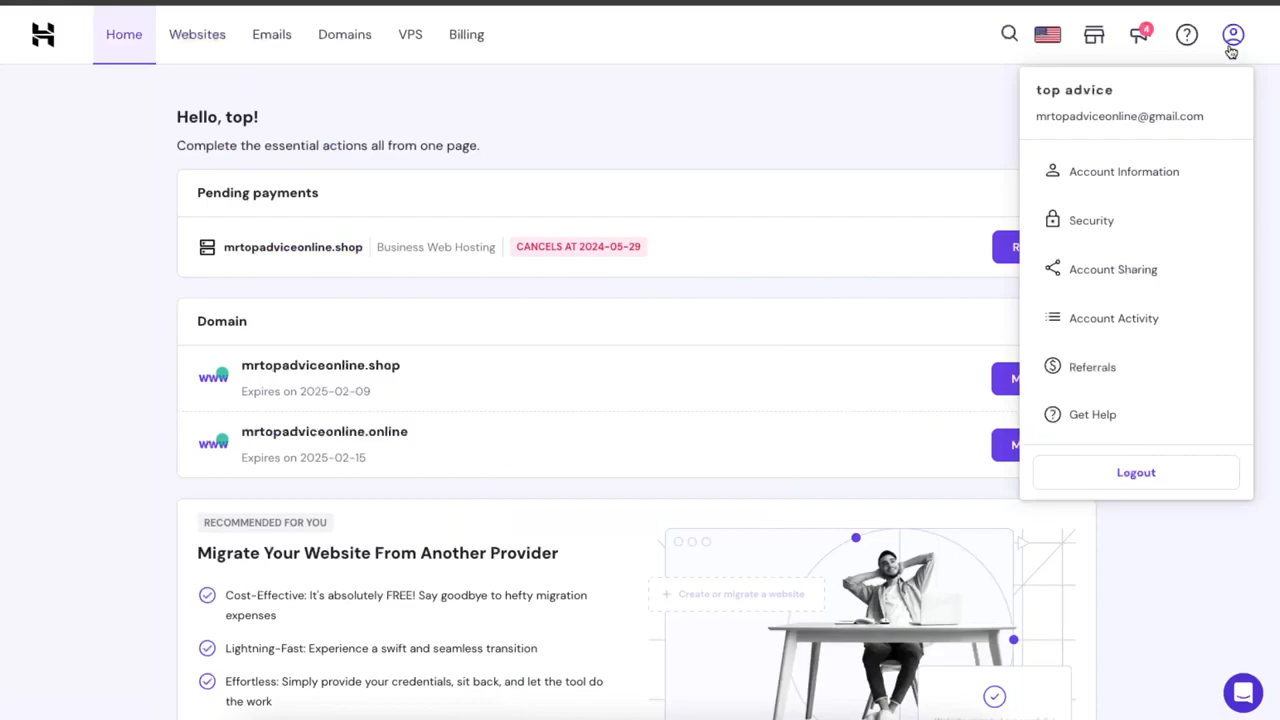 Home
Websites
Emails
Domains
VPS
Billing
4
top advice
mrtopadviceonline@gmail.com
Account Information
Security
Account Sharing
Account Activity
Referrals
Get Help
Logout
Hello, top!
Complete the essential actions all from one page.
Pending payments
mrtopadviceonline.shop
Business Web Hosting
CANCELS AT 2024-05-29
Domain
www
mrtopadviceonline.shop
Expires on 2025-02-09
www
mrtopadviceonline.online
Expires on 2025-02-15
RECOMMENDED FOR YOU
Migrate Your Website From Another Provider
Cost-Effective: It's absolutely FREE! Say goodbye to hefty migration
expenses
Lightning-Fast: Experience a swift and seamless transition
Effortless: Simply provide your credentials, sit back, and let the tool do
the work
+ Create or migrate a website